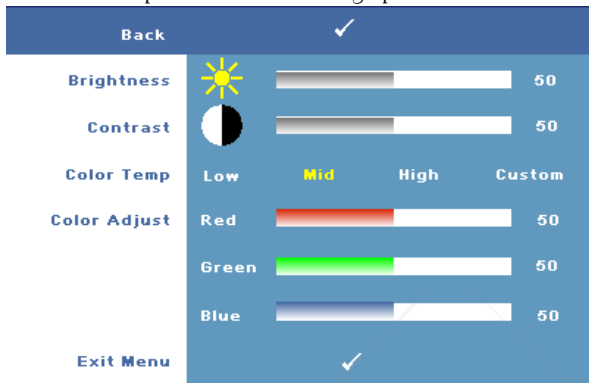 Back
Brightness 50
Contrast 50
Color Temp Low Mid High Custom
Color Adjust Red 50
Green 50
Blue 50
Exit Menu